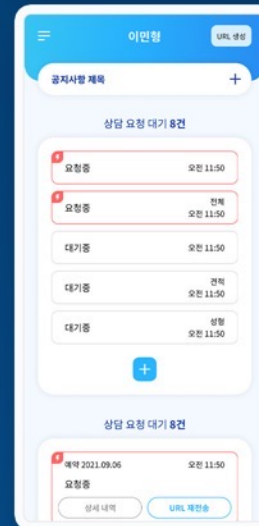 이민형
URL 생성
공지사항 제목
상담 요청 대기 8건
요청중 오전 11:50
전체
요청중 오전 11:50
대기중 오전 11:50
견적
대기중 오전 11:50
성형
대기중 오전 11:50
상담 요청 대기 8건
예약 2021.09.06 오전 11:50
요청중
상세 내역 URL 재전송